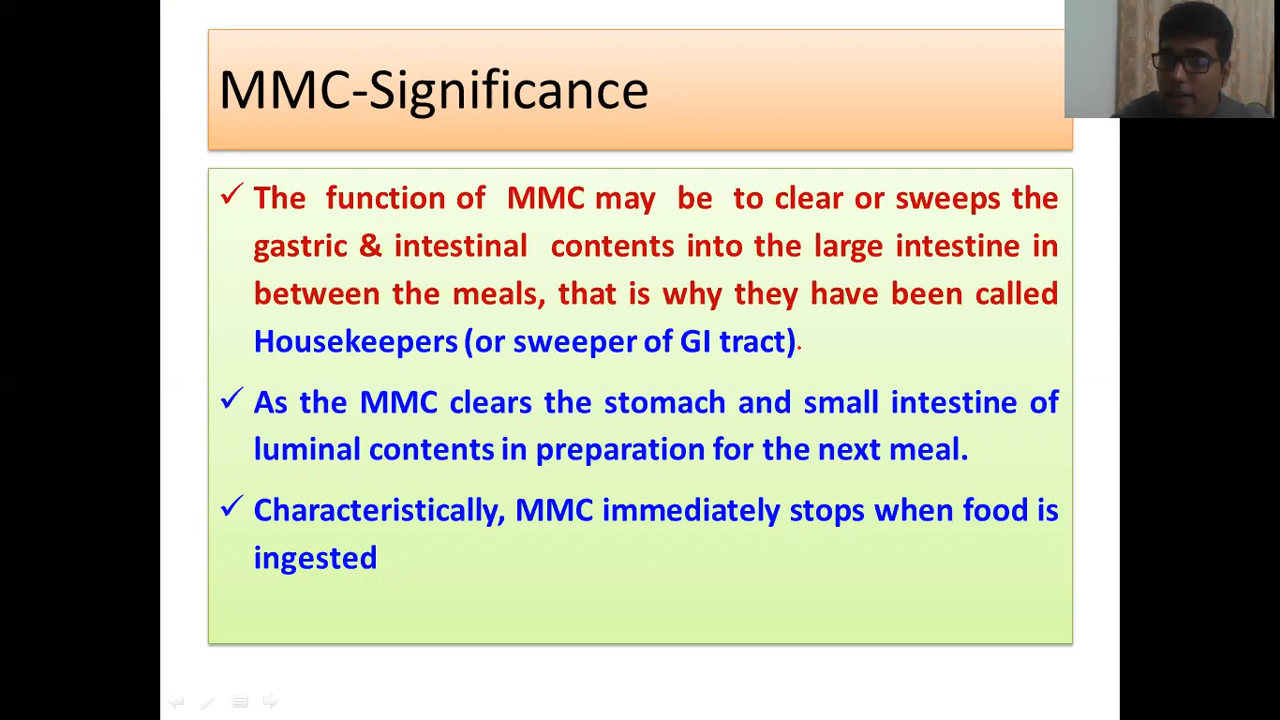 MMC-Significance
✓ The function of MMC may be to clear or sweeps the
gastric & intestinal contents into the large intestine in
between the meals, that is why they have been called
Housekeepers (or sweeper of GI tract).
✓ As the MMC clears the stomach and small intestine of
luminal contents in preparation for the next meal.
✓ Characteristically, MMC immediately stops when food is
ingested